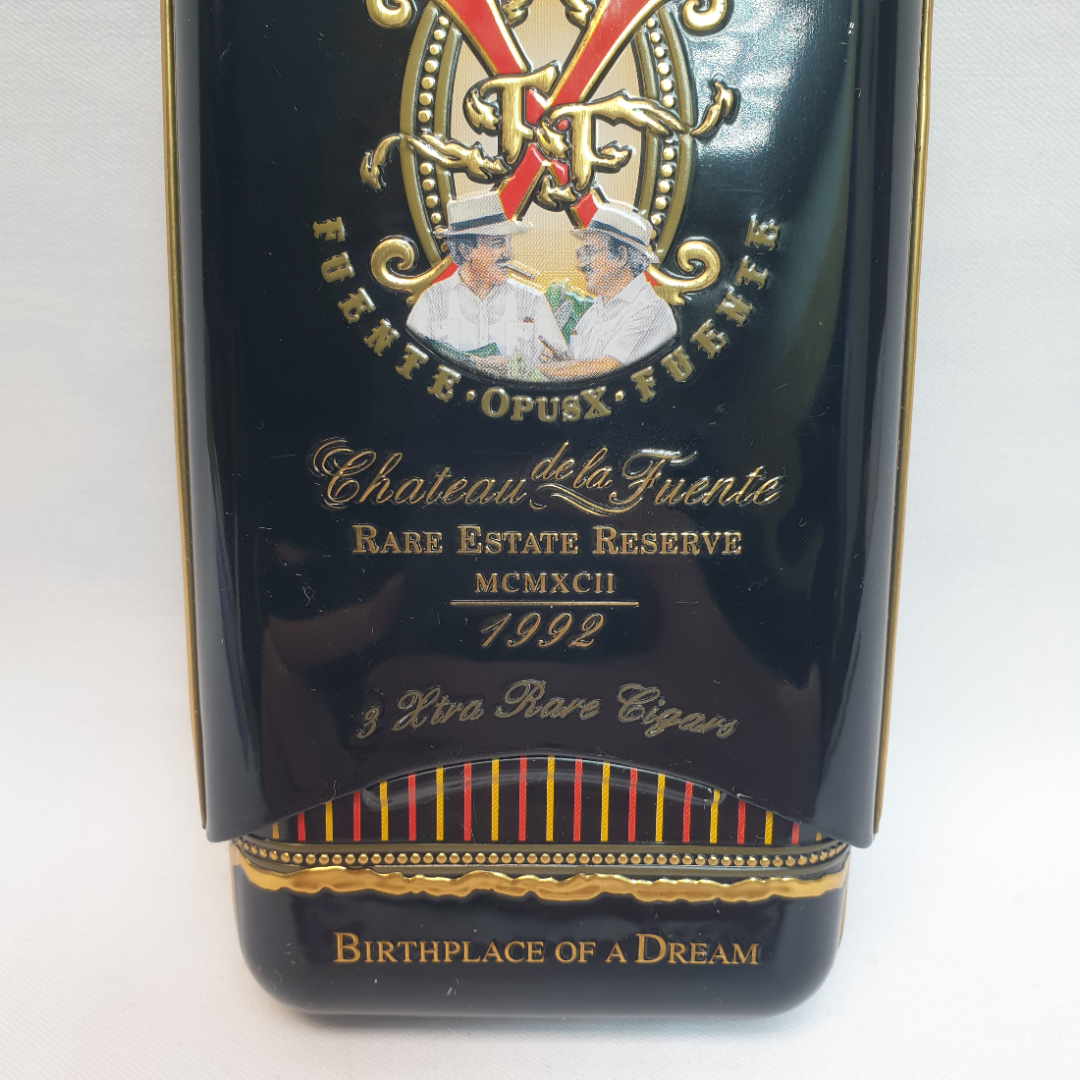 FF
FUENTE · OPUSX · FUENTE
Chateau de la Fuente
RARE ESTATE RESERVE
MCMXCII
1992
3 Xtra Rare Cigars
BIRTHPLACE OF A DREAM